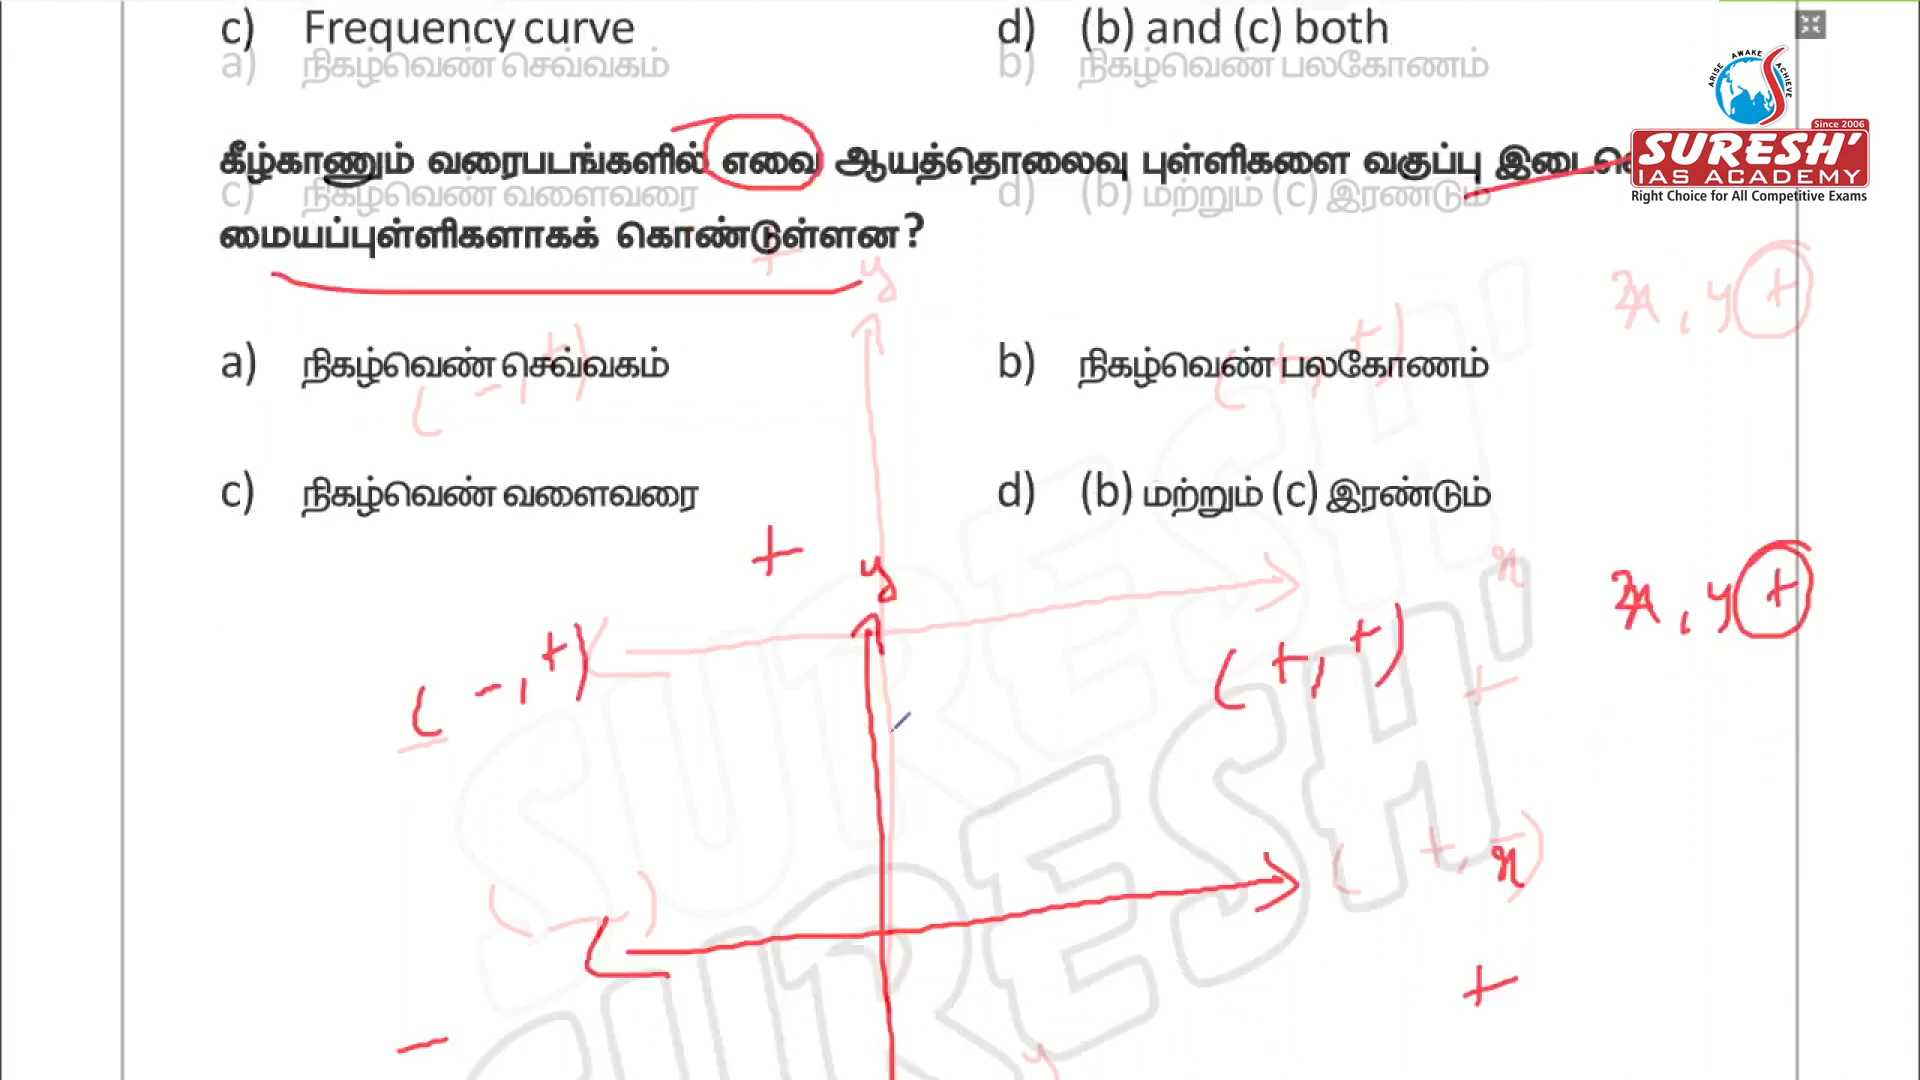 c) Frequency curve d) (b) and (c) both
a) நிகழ்வெண் செவ்வகம் b) நிகழ்வெண் பலகோணம்
கீழ்காணும் வரைபடங்களில் எவை ஆயத்தொலைவு புள்ளிகளை வகுப்பு
c) நிகழ்வெண் வளைவரை d) (b) மற்றும் (c) இரண்டும்
மையப்புள்ளிகளாகக் கொண்டுள்ளன?
a) நிகழ்வெண் செவ்வகம் b) நிகழ்வெண் பலகோணம்
c) நிகழ்வெண் வளைவரை d) (b) மற்றும் (c) இரண்டும்
ARISE AWAKE ACHIEVE
Since 2006
SURESH'
IAS ACADEMY
Right Choice for All Competitive Exams
+ y
x, y +
(-,+) (+,+)
x
+
-
SURESH'
SURESH'